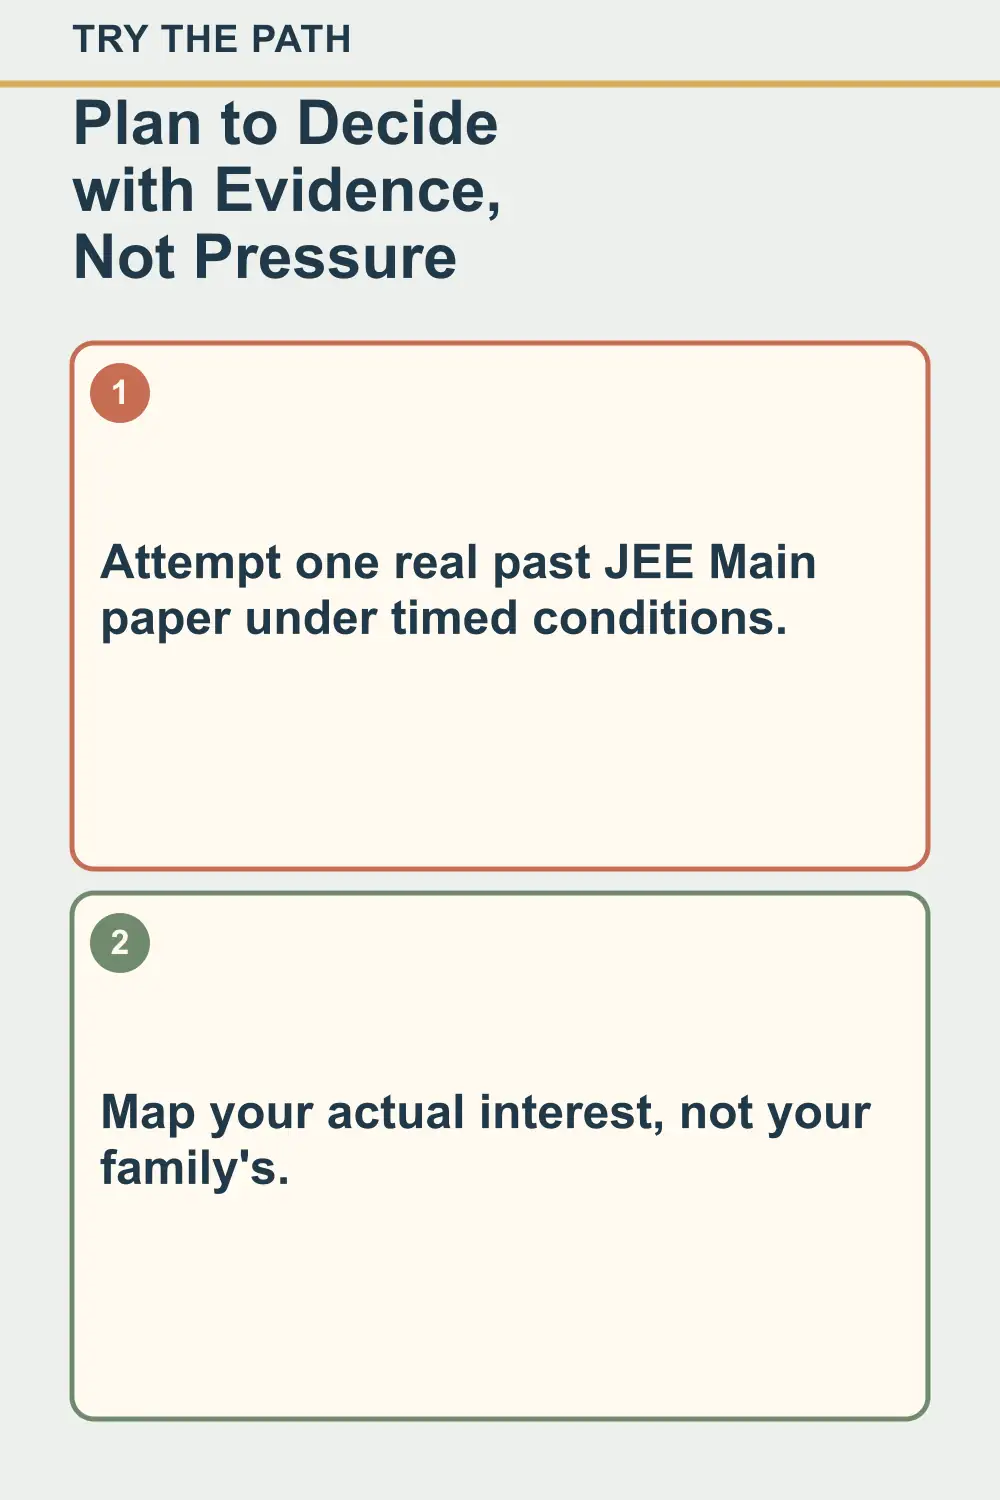 TRY THE PATH
Plan to Decide
with Evidence,
Not Pressure
1
Attempt one real past JEE Main
paper under timed conditions.
2
Map your actual interest, not your
family's.